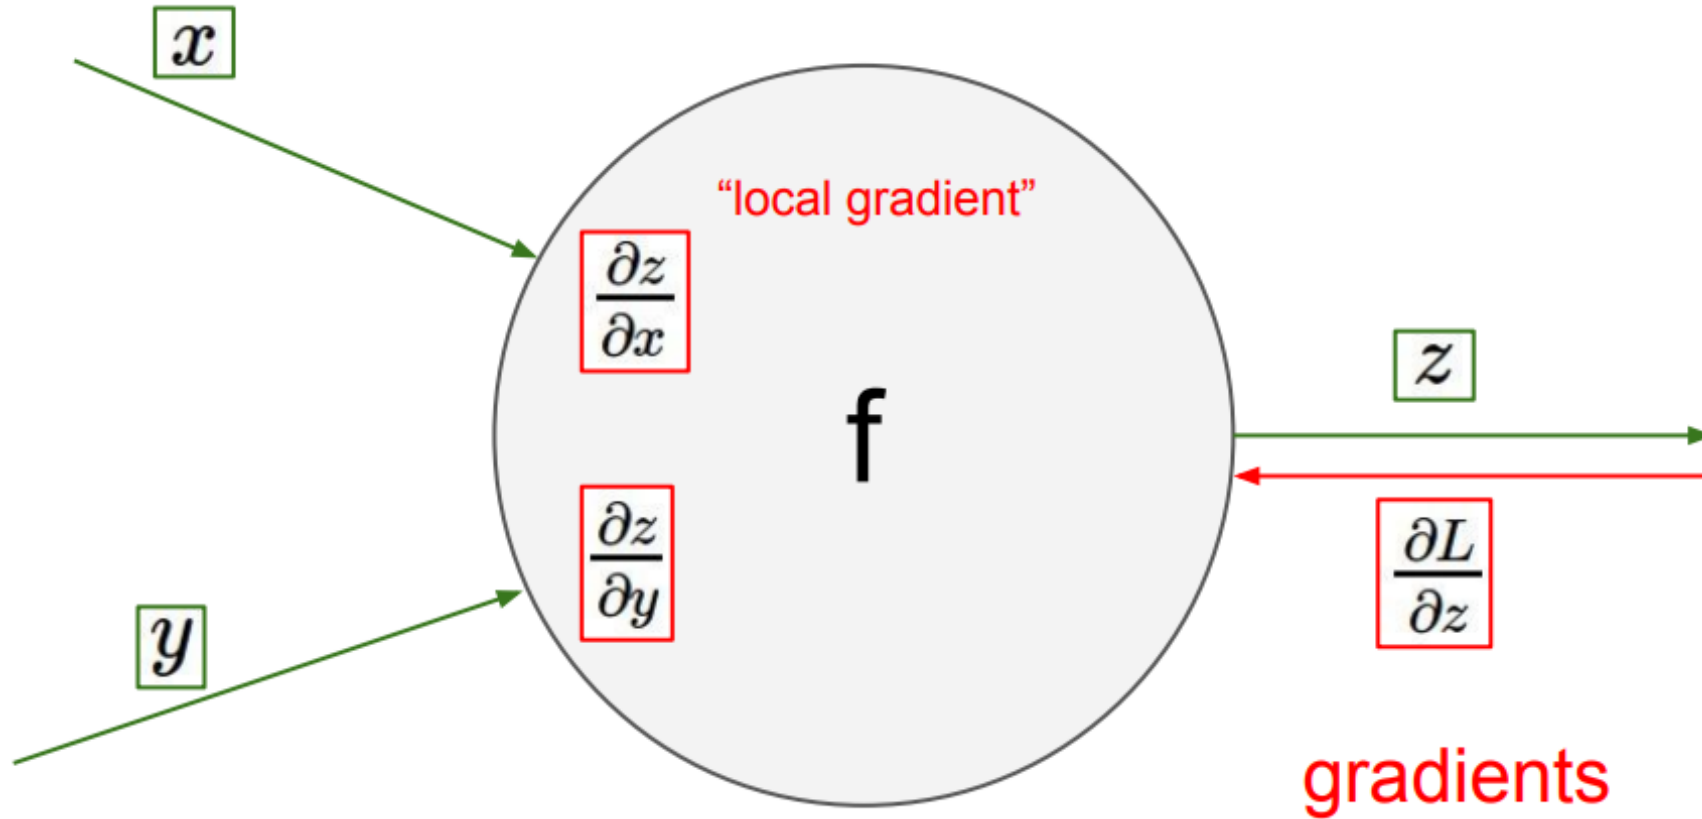 x
“local gradient”
∂z
∂x
z
f
∂z
∂y
∂L
∂z
y
gradients